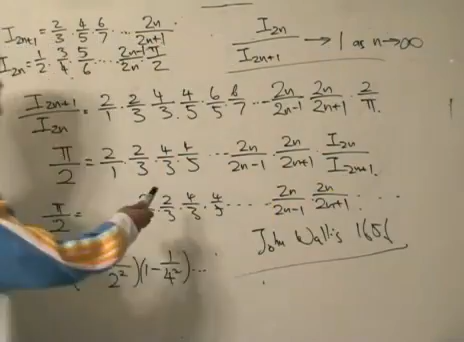 I_{2n+1} = 2/3 · 4/5 · 6/7 ... 2n/2n+1
I_{2n} = 1/2 · 3/4 · 5/6 ... 2n-1/2n π/2
I_{2n}/I_{2n+1} → 1 as n→∞
I_{2n+1}/I_{2n} = 2/1 · 2/3 · 4/3 · 4/5 · 6/5 · 6/7 ... 2n/2n-1 · 2n/2n+1 · 2/π.
π/2 = 2/1 · 2/3 · 4/3 · 4/5 ... 2n/2n-1 · 2n/2n+1 · I_{2n}/I_{2n+1}.
π/2 = · 2/3 · 4/3 · 4/5 ... 2n/2n-1 · 2n/2n+1 ...
John Wallis
2²)(1-1/4²)...